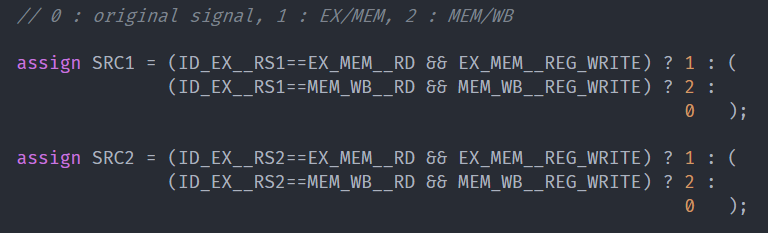 // 0 : original signal, 1 : EX/MEM, 2 : MEM/WB
assign SRC1 = (ID_EX__RS1==EX_MEM__RD && EX_MEM__REG_WRITE) ? 1 : (
(ID_EX__RS1==MEM_WB__RD && MEM_WB__REG_WRITE) ? 2 :
0 );
assign SRC2 = (ID_EX__RS2==EX_MEM__RD && EX_MEM__REG_WRITE) ? 1 : (
(ID_EX__RS2==MEM_WB__RD && MEM_WB__REG_WRITE) ? 2 :
0 );